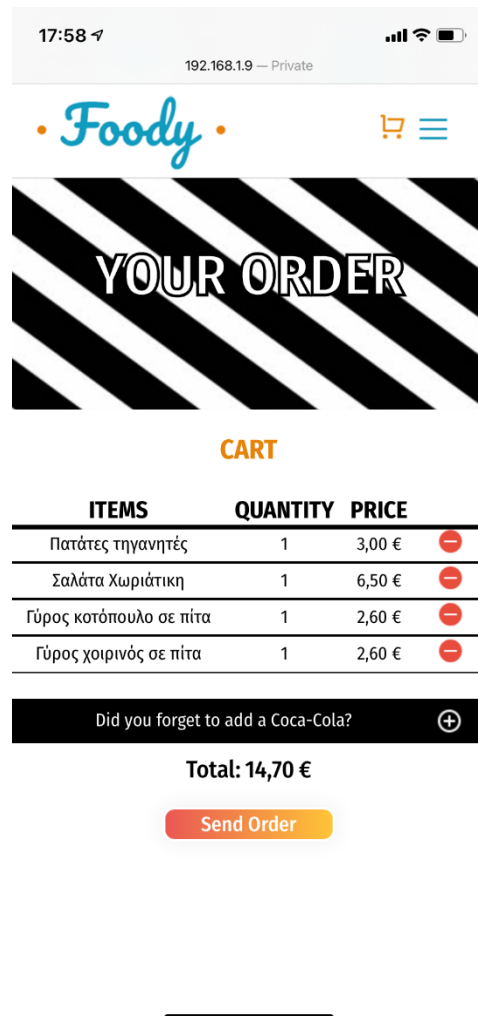 17:58
192.168.1.9 — Private
Foody
YOUR ORDER
CART
ITEMS QUANTITY PRICE
Πατάτες τηγανητές 1 3,00 €
Σαλάτα Χωριάτικη 1 6,50 €
Γύρος κοτόπουλο σε πίτα 1 2,60 €
Γύρος χοιρινός σε πίτα 1 2,60 €
Did you forget to add a Coca-Cola?
Total: 14,70 €
Send Order